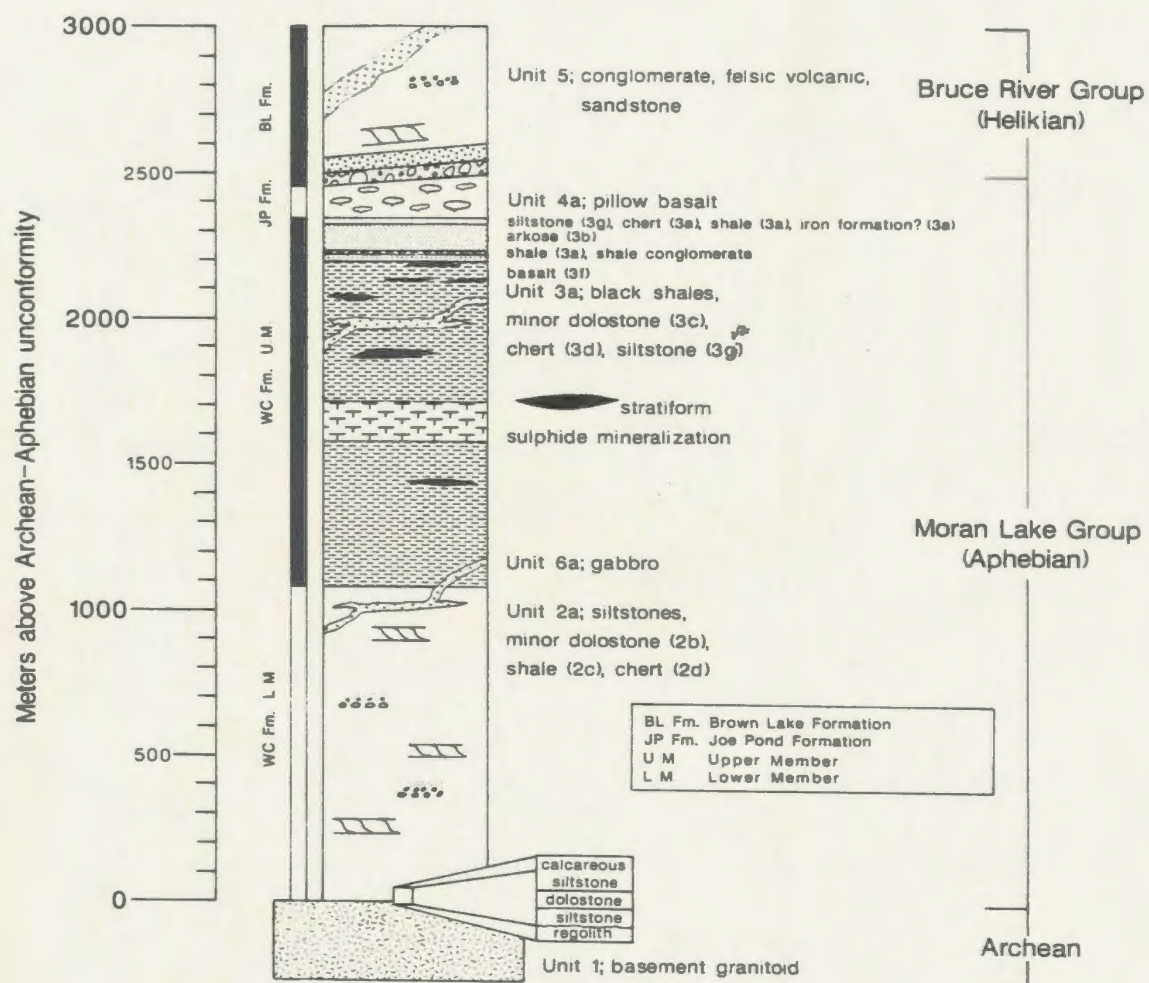 Meters above Archean-Aphebian unconformity
3000
2500
2000
1500
1000
500
0
BL Fm.
JP Fm.
WC Fm. U.M.
WC Fm. L M
Unit 5; conglomerate, felsic volcanic,
sandstone
Unit 4a; pillow basalt
siltstone (3g), chert (3a), shale (3a), iron formation? (3a)
arkose (3b)
shale (3a), shale conglomerate
basalt (3f)
Unit 3a; black shales,
minor dolostone (3c),
chert (3d), siltstone (3g)
stratiform
sulphide mineralization
Unit 6a; gabbro
Unit 2a; siltstones,
minor dolostone (2b),
shale (2c), chert (2d)
BL Fm. Brown Lake Formation
JP Fm. Joe Pond Formation
U M Upper Member
L M Lower Member
calcareous
siltstone
dolostone
siltstone
regolith
Unit 1; basement granitoid
Bruce River Group
(Helikian)
Moran Lake Group
(Aphebian)
Archean